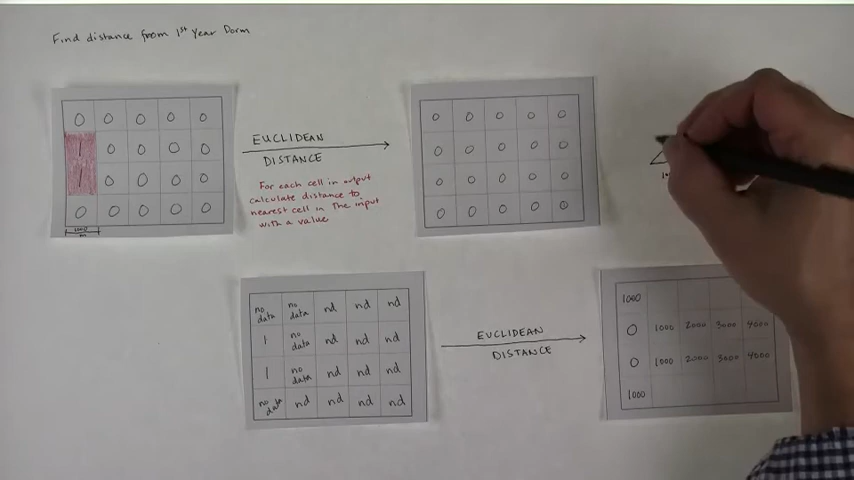 Find distance from 1st Year Dorm
0 0 0 0 0
1 0 0 0 0
1 0 0 0 0
0 0 0 0 0
1000
m
EUCLIDEAN
DISTANCE
For each cell in output
calculate distance to
nearest cell in the input
with a value
0 0 0 0 0
0 0 0 0 0
0 0 0 0 0
0 0 0 0 0
no data no data nd nd nd
1 no data nd nd nd
1 no data nd nd nd
no data nd nd nd nd
EUCLIDEAN
DISTANCE
1000
0 1000 2000 3000 4000
0 1000 2000 3000 4000
1000